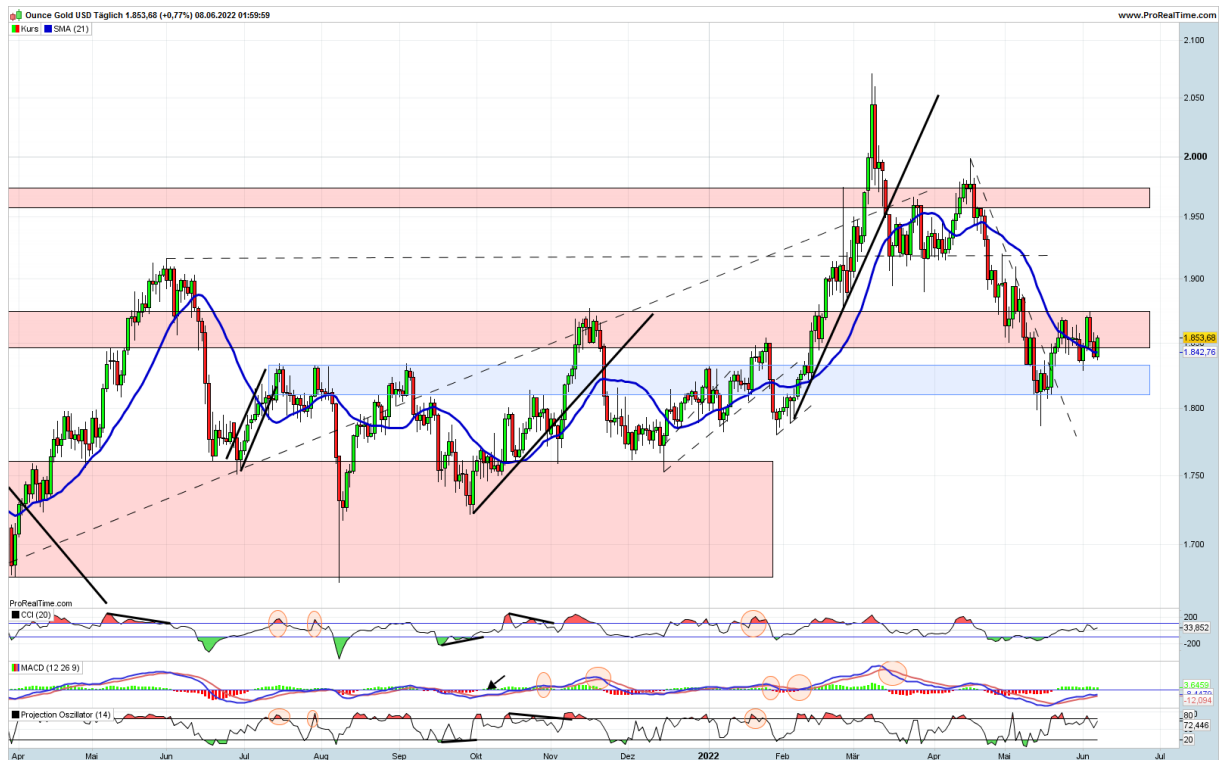 Ounce Gold USD Täglich 1.853,68 (+0,77%) 08.06.2022 01:59:59
www.ProRealTime.com
Kurs SMA (21)
2.100
2.050
2.000
1.950
1.900
1.853,68
1.842,76
1.800
1.750
1.700
ProRealTime.com
CCI (20)
200
33,852
-200
MACD (12 26 9)
3,6459
-12,094
Projection Oszillator (14)
80
72,446
20
Apr Mai Jun Jul Aug Sep Okt Nov Dez 2022 Feb Mär Apr Mai Jun Jul